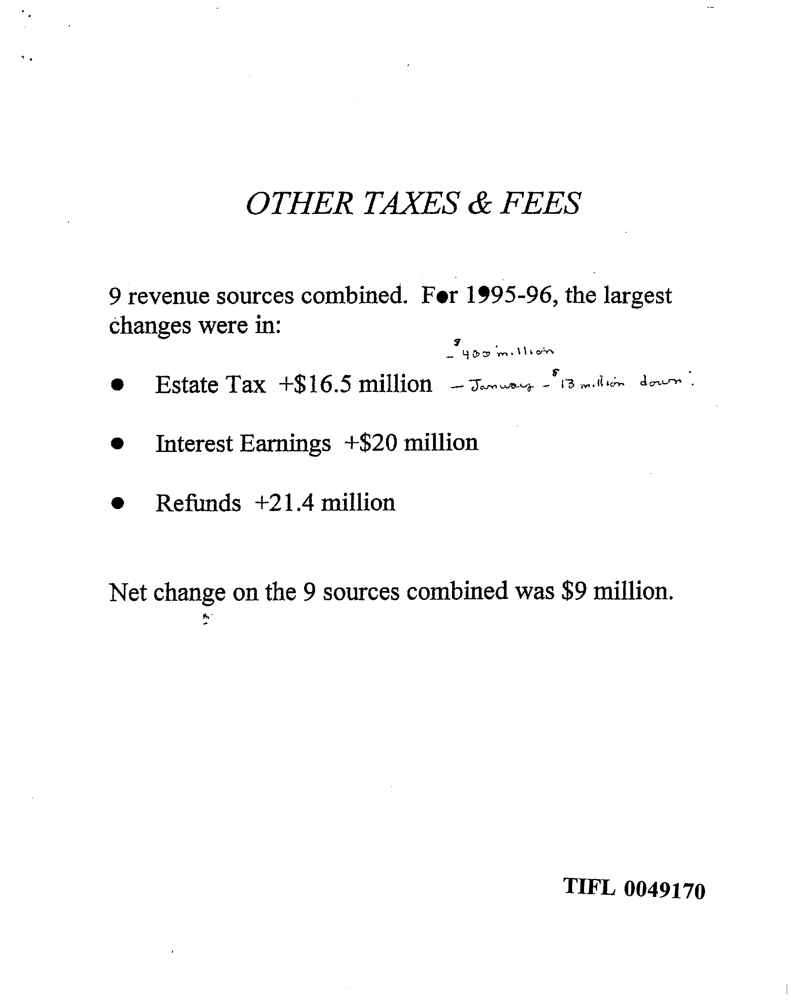 OTHER TAXES & FEES
9 revenue sources combined. For 1995-96, the largest
changes were in:
- $400 million
● Estate Tax +$16.5 million – January - $13 million down.
● Interest Earnings +$20 million
● Refunds +21.4 million
Net change on the 9 sources combined was $9 million.
TIFL 0049170